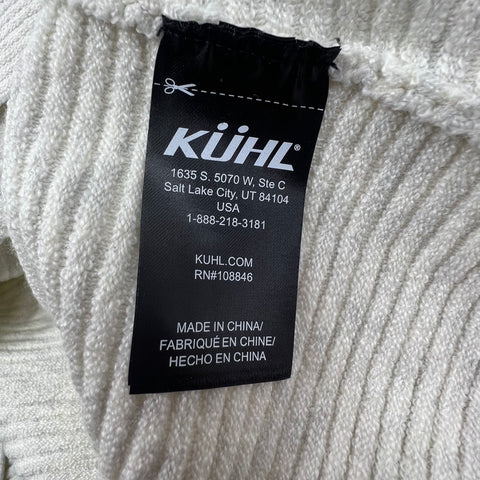 KÜHL®
1635 S. 5070 W, Ste C
Salt Lake City, UT 84104
USA
1-888-218-3181
KUHL.COM
RN#108846
MADE IN CHINA/
FABRIQUÉ EN CHINE/
HECHO EN CHINA